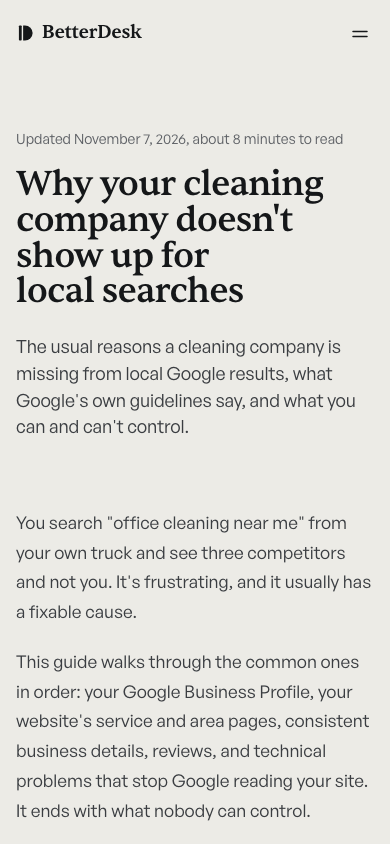 BetterDesk
Updated November 7, 2026, about 8 minutes to read
Why your cleaning
company doesn't
show up for
local searches
The usual reasons a cleaning company is
missing from local Google results, what
Google's own guidelines say, and what you
can and can't control.
You search "office cleaning near me" from
your own truck and see three competitors
and not you. It's frustrating, and it usually has
a fixable cause.
This guide walks through the common ones
in order: your Google Business Profile, your
website's service and area pages, consistent
business details, reviews, and technical
problems that stop Google reading your site.
It ends with what nobody can control.